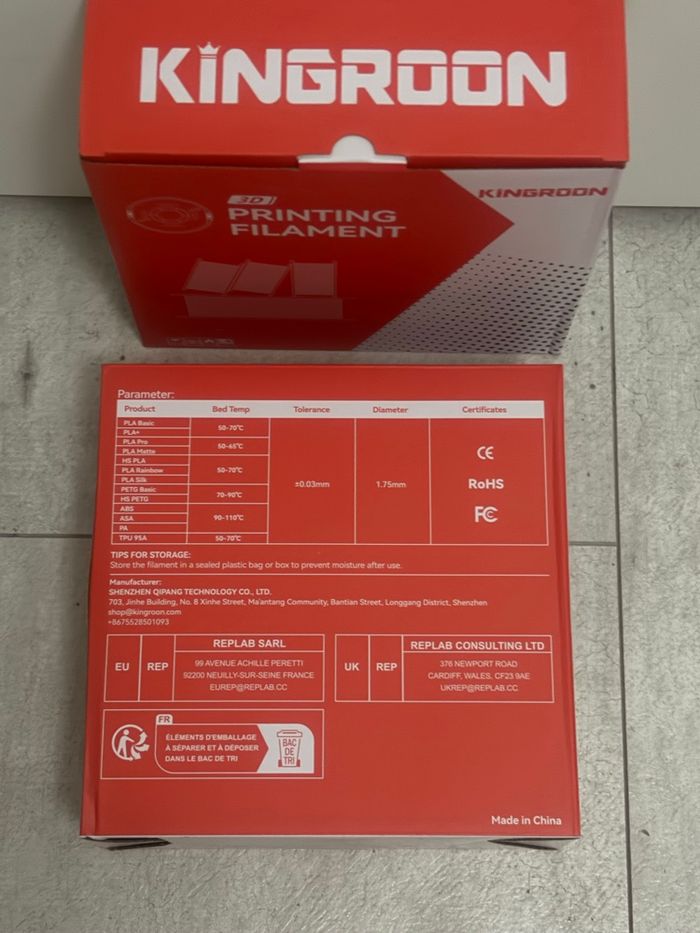 KINGROON
KINGROON
3D
PRINTING
FILAMENT
Parameter:
Product Bed Temp Tolerance Diameter Certificates
PLA Basic
PLA+
50-70℃
PLA Pro
PLA Matte
50-65℃
HS PLA
PLA Rainbow
PLA Silk
50-70℃
PETG Basic
HS PETG
70-90℃
ABS
ASA
PA
90-110℃
TPU 95A
50-70℃
±0.03mm
1.75mm
CE
RoHS
FC
TIPS FOR STORAGE:
Store the filament in a sealed plastic bag or box to prevent moisture after use.
Manufacturer:
SHENZHEN QIPANG TECHNOLOGY CO., LTD.
703, Jinhe Building, No. 8 Xinhe Street, Ma'antang Community, Bantian Street, Longgang District, Shenzhen
shop@kingroon.com
+8675528501093
EU REP
REPLAB SARL
99 AVENUE ACHILLE PERETTI
92200 NEUILLY-SUR-SEINE FRANCE
EUREP@REPLAB.CC
UK REP
REPLAB CONSULTING LTD
376 NEWPORT ROAD
CARDIFF, WALES, CF23 9AE
UKREP@REPLAB.CC
FR
ÉLÉMENTS D'EMBALLAGE
À SÉPARER ET À DÉPOSER
DANS LE BAC DE TRI
BAC
DE
TRI
Made in China